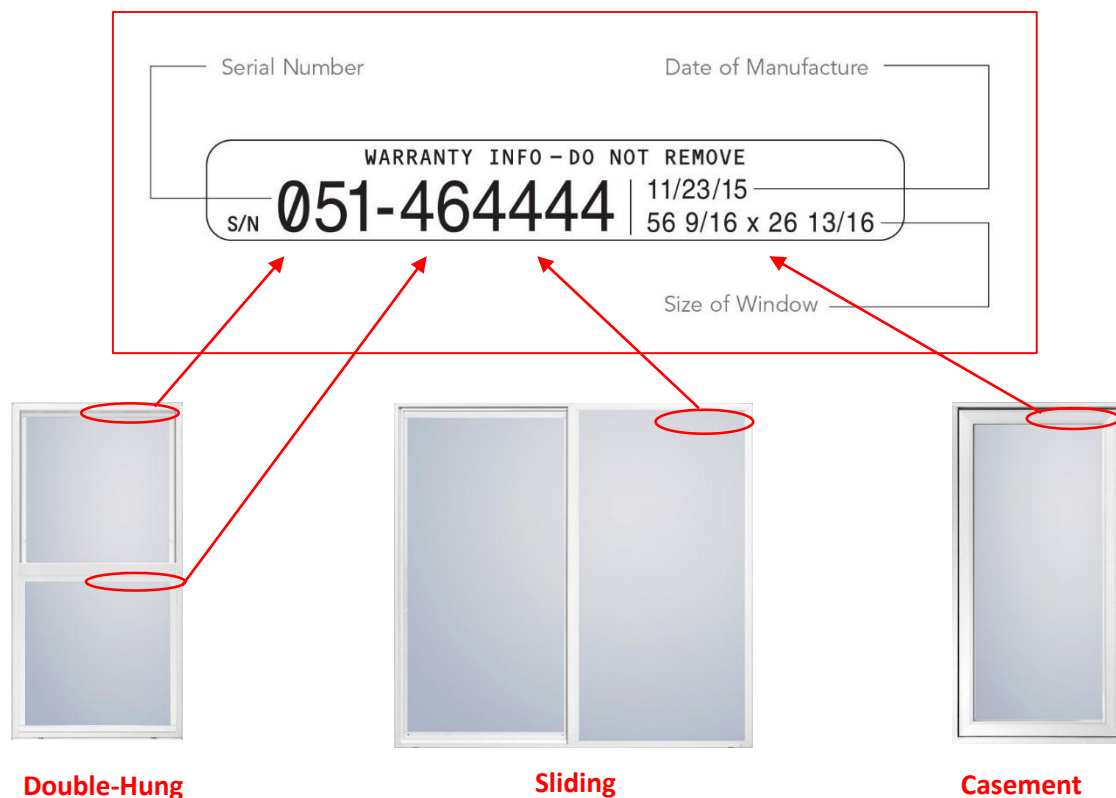 Serial Number
Date of Manufacture
WARRANTY INFO – DO NOT REMOVE
S/N 051-464444
11/23/15
56 9/16 x 26 13/16
Size of Window
Double-Hung
Sliding
Casement